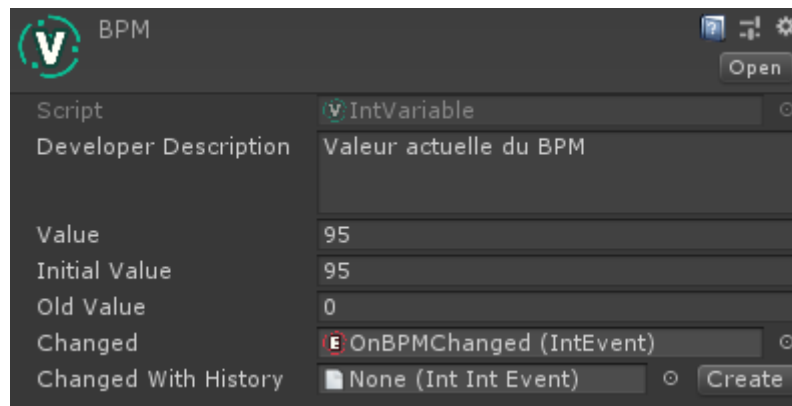 BPM
Open
Script IntVariable
Developer Description Valeur actuelle du BPM
Value 95
Initial Value 95
Old Value 0
Changed OnBPMChanged (IntEvent)
Changed With History None (Int Int Event) Create